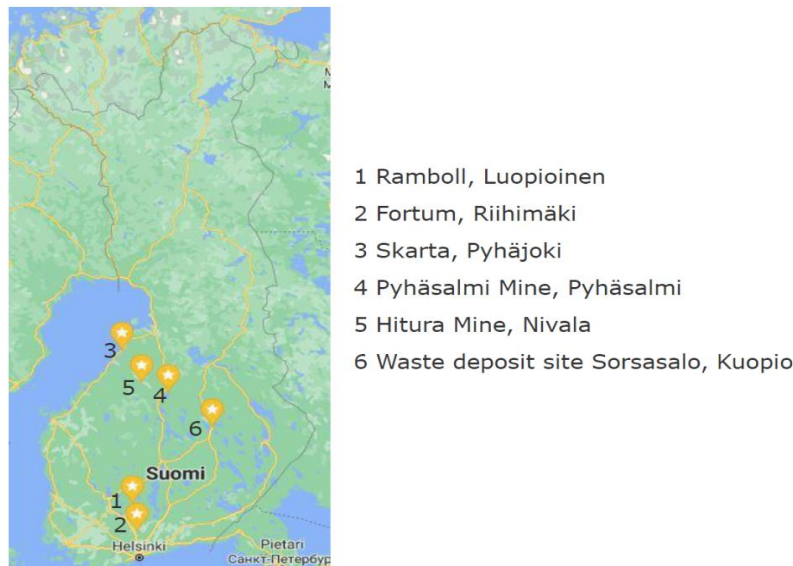 1 Ramboll, Luopioinen
2 Fortum, Riihimäki
3 Skarta, Pyhäjoki
4 Pyhäsalmi Mine, Pyhäsalmi
5 Hitura Mine, Nivala
6 Waste deposit site Sorsasalo, Kuopio
3
5
4
6
Suomi
1
2
Helsinki
Pietari
Санкт-Петербур